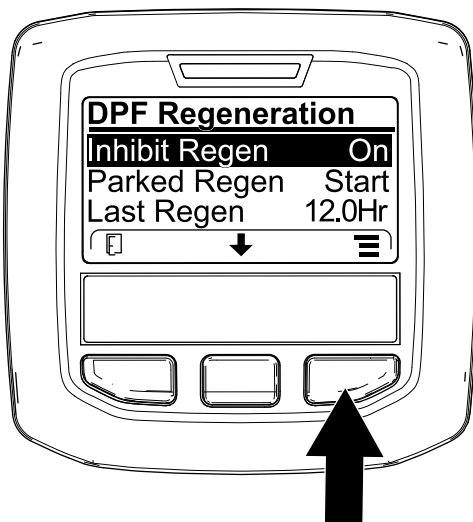 DPF Regeneration
Inhibit Regen On
Parked Regen Start
Last Regen 12.0Hr